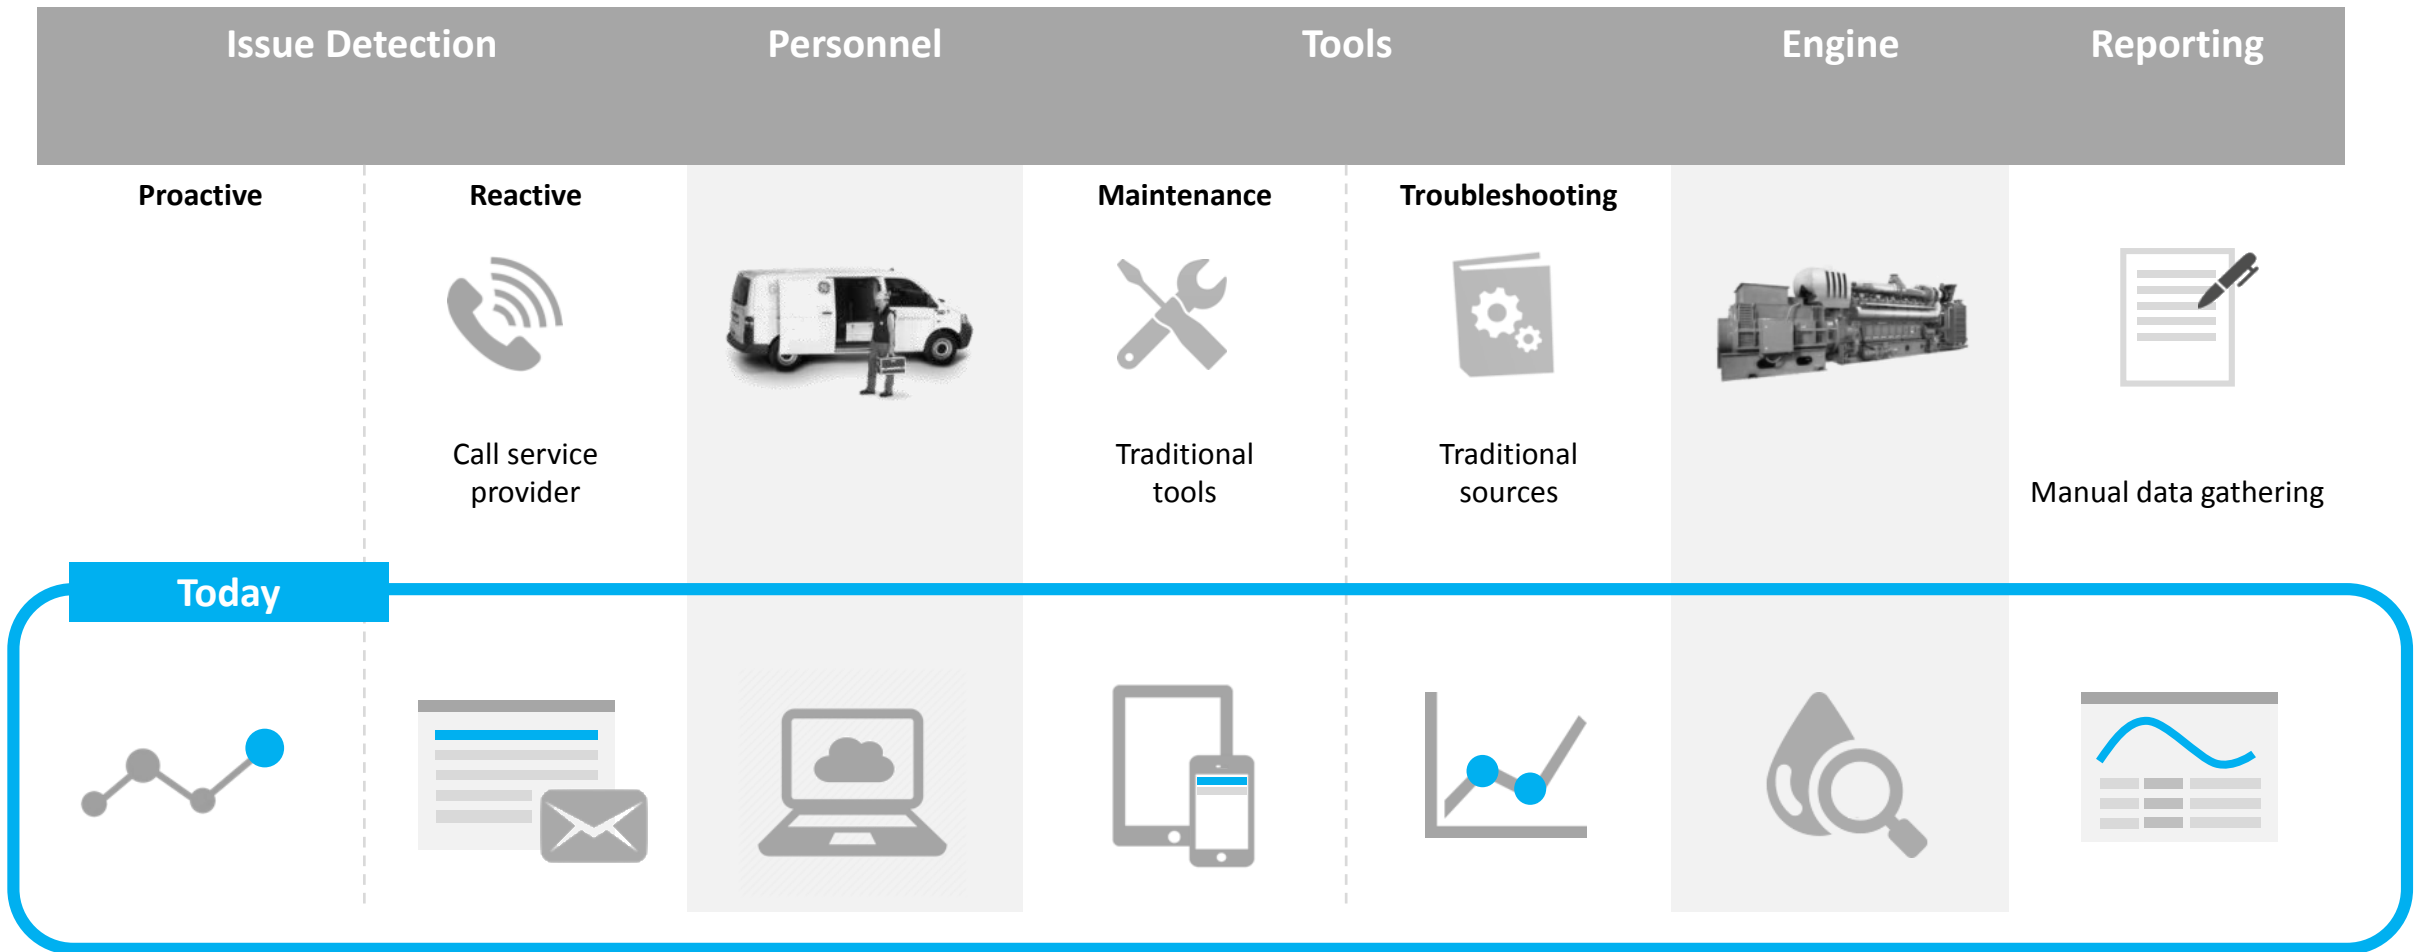 Issue Detection
Personnel
Tools
Engine
Reporting
Proactive
Reactive
Maintenance
Troubleshooting
Call service
provider
Traditional
tools
Traditional
sources
Manual data gathering
Today